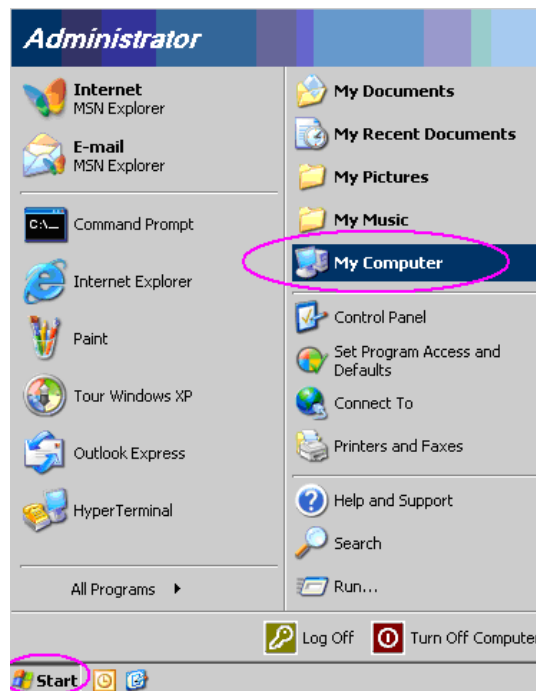 Administrator
Internet
MSN Explorer
E-mail
MSN Explorer
Command Prompt
Internet Explorer
Paint
Tour Windows XP
Outlook Express
HyperTerminal
All Programs
My Documents
My Recent Documents
My Pictures
My Music
My Computer
Control Panel
Set Program Access and
Defaults
Connect To
Printers and Faxes
Help and Support
Search
Run...
Log Off
Turn Off Computer
Start